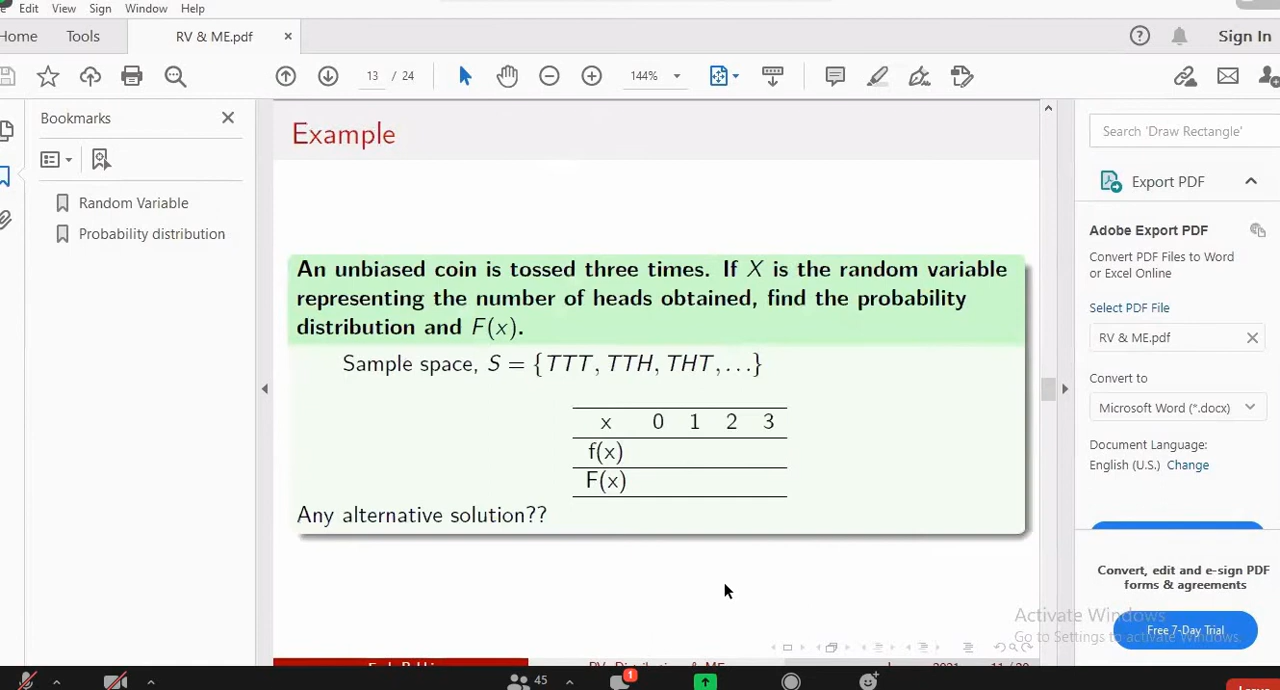 Edit View Sign Window Help
Home Tools RV & ME.pdf ×
Sign In
13 / 24 144%
Bookmarks
Random Variable
Probability distribution
Example
An unbiased coin is tossed three times. If X is the random variable
representing the number of heads obtained, find the probability
distribution and F(x).
Sample space, S = {TTT, TTH, THT, . . .}
x 0 1 2 3
f(x)
F(x)
Any alternative solution??
Search 'Draw Rectangle'
Export PDF
Adobe Export PDF
Convert PDF Files to Word
or Excel Online
Select PDF File
RV & ME.pdf
Convert to
Microsoft Word (*.docx)
Document Language:
English (U.S.) Change
Convert, edit and e-sign PDF
forms & agreements
Free 7-Day Trial
Activate Windows
Go to Settings to activate Windows.
45 1